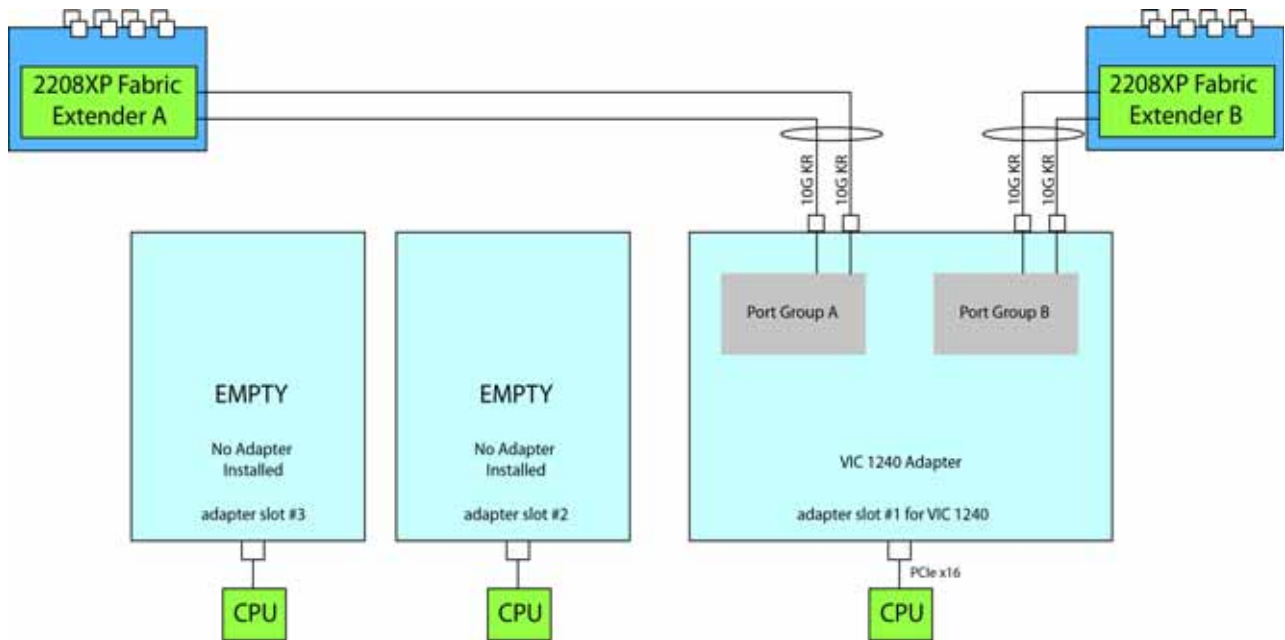 2208XP Fabric
Extender A
2208XP Fabric
Extender B
10G KR
10G KR
10G KR
10G KR
Port Group A
Port Group B
EMPTY
No Adapter
Installed
adapter slot #3
EMPTY
No Adapter
Installed
adapter slot #2
VIC 1240 Adapter
adapter slot #1 for VIC 1240
PCIe x16
CPU
CPU
CPU